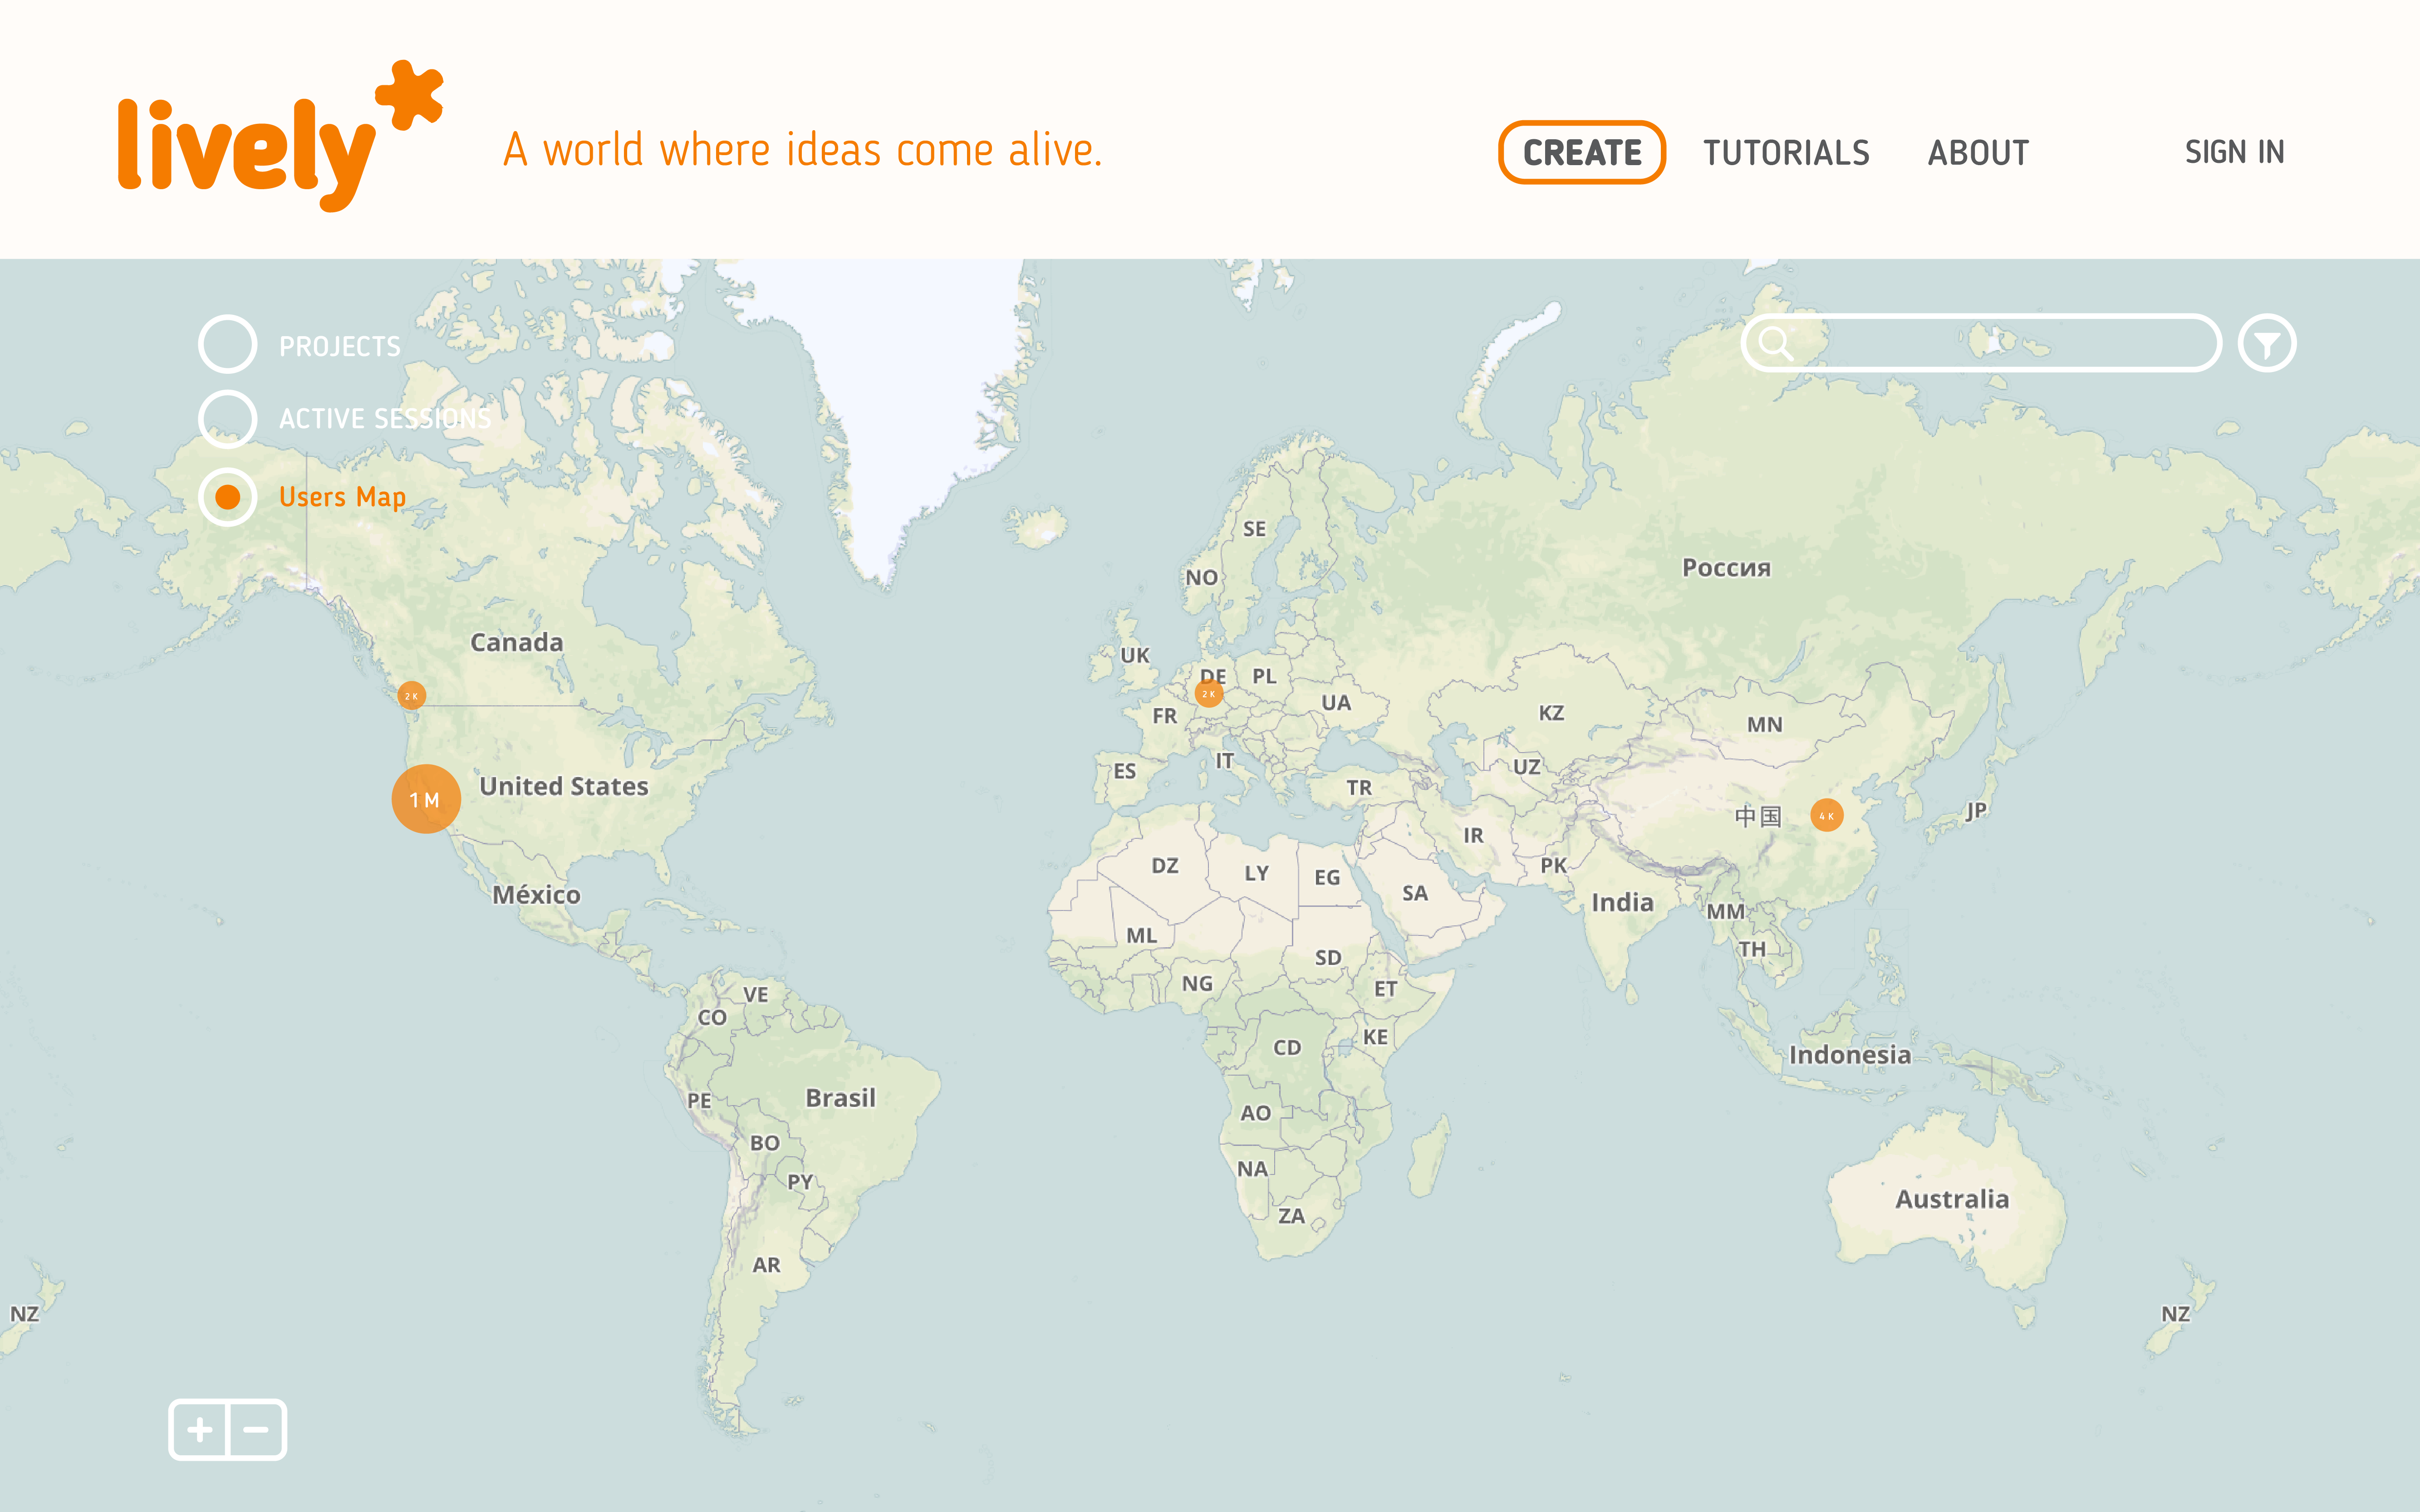 lively
A world where ideas come alive.
CREATE TUTORIALS ABOUT SIGN IN
PROJECTS
ACTIVE SESSIONS
Users Map
SE
Россия
NO
Canada
UK
DE PL
2 K
2 K
UA
FR
KZ
MN
IT
ES
UZ
United States
TR
1 M
中国
4 K
JP
IR
DZ
LY
EG
PK
México
SA
India
MM
ML
TH
SD
NG
ET
VE
CO
KE
CD
Indonesia
PE
Brasil
AO
BO
NA
PY
Australia
ZA
AR
NZ
NZ
+ −